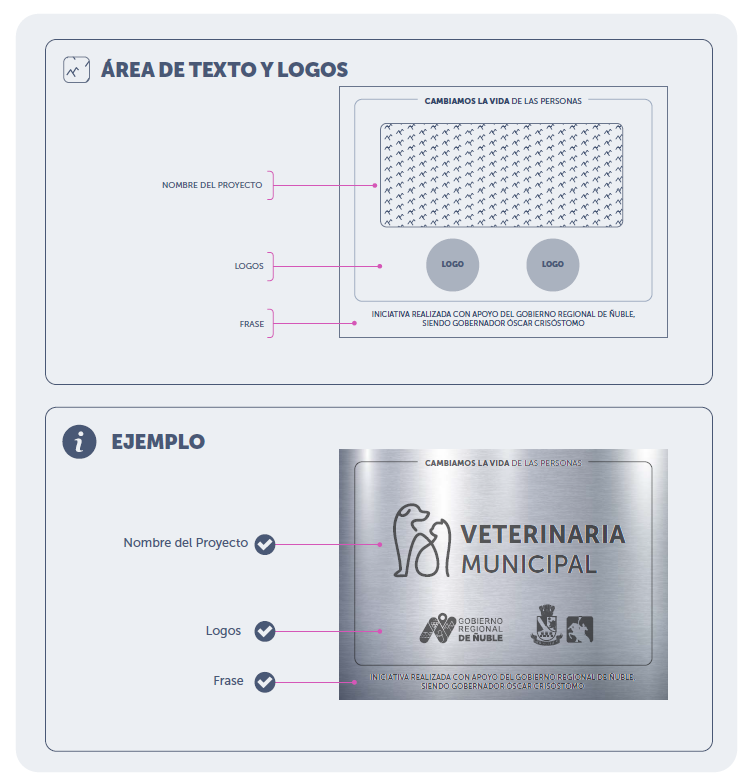 ÁREA DE TEXTO Y LOGOS
CAMBIAMOS LA VIDA DE LAS PERSONAS
NOMBRE DEL PROYECTO
LOGOS
LOGO
LOGO
FRASE
INICIATIVA REALIZADA CON APOYO DEL GOBIERNO REGIONAL DE ÑUBLE,
SIENDO GOBERNADOR ÓSCAR CRISÓSTOMO
i EJEMPLO
CAMBIAMOS LA VIDA DE LAS PERSONAS
Nombre del Proyecto
VETERINARIA
MUNICIPAL
Logos
GOBIERNO
REGIONAL
DE ÑUBLE
Frase
INICIATIVA REALIZADA CON APOYO DEL GOBIERNO REGIONAL DE ÑUBLE,
SIENDO GOBERNADOR ÓSCAR CRISÓSTOMO